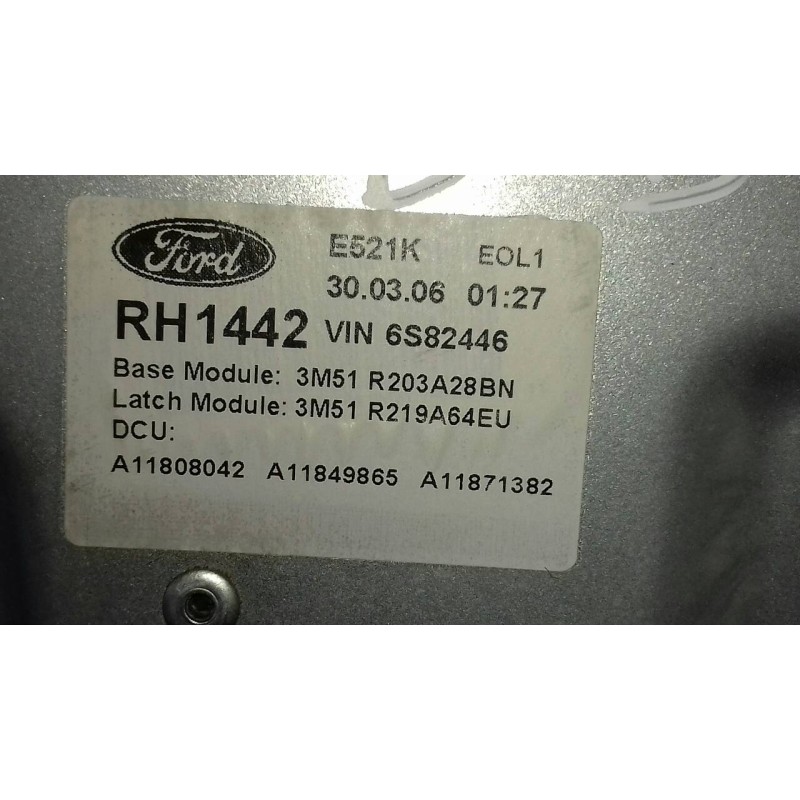 Ford E521K EOL1
30.03.06 01:27
RH1442 VIN 6S82446
Base Module: 3M51 R203A28BN
Latch Module: 3M51 R219A64EU
DCU:
A11808042 A11849865 A11871382